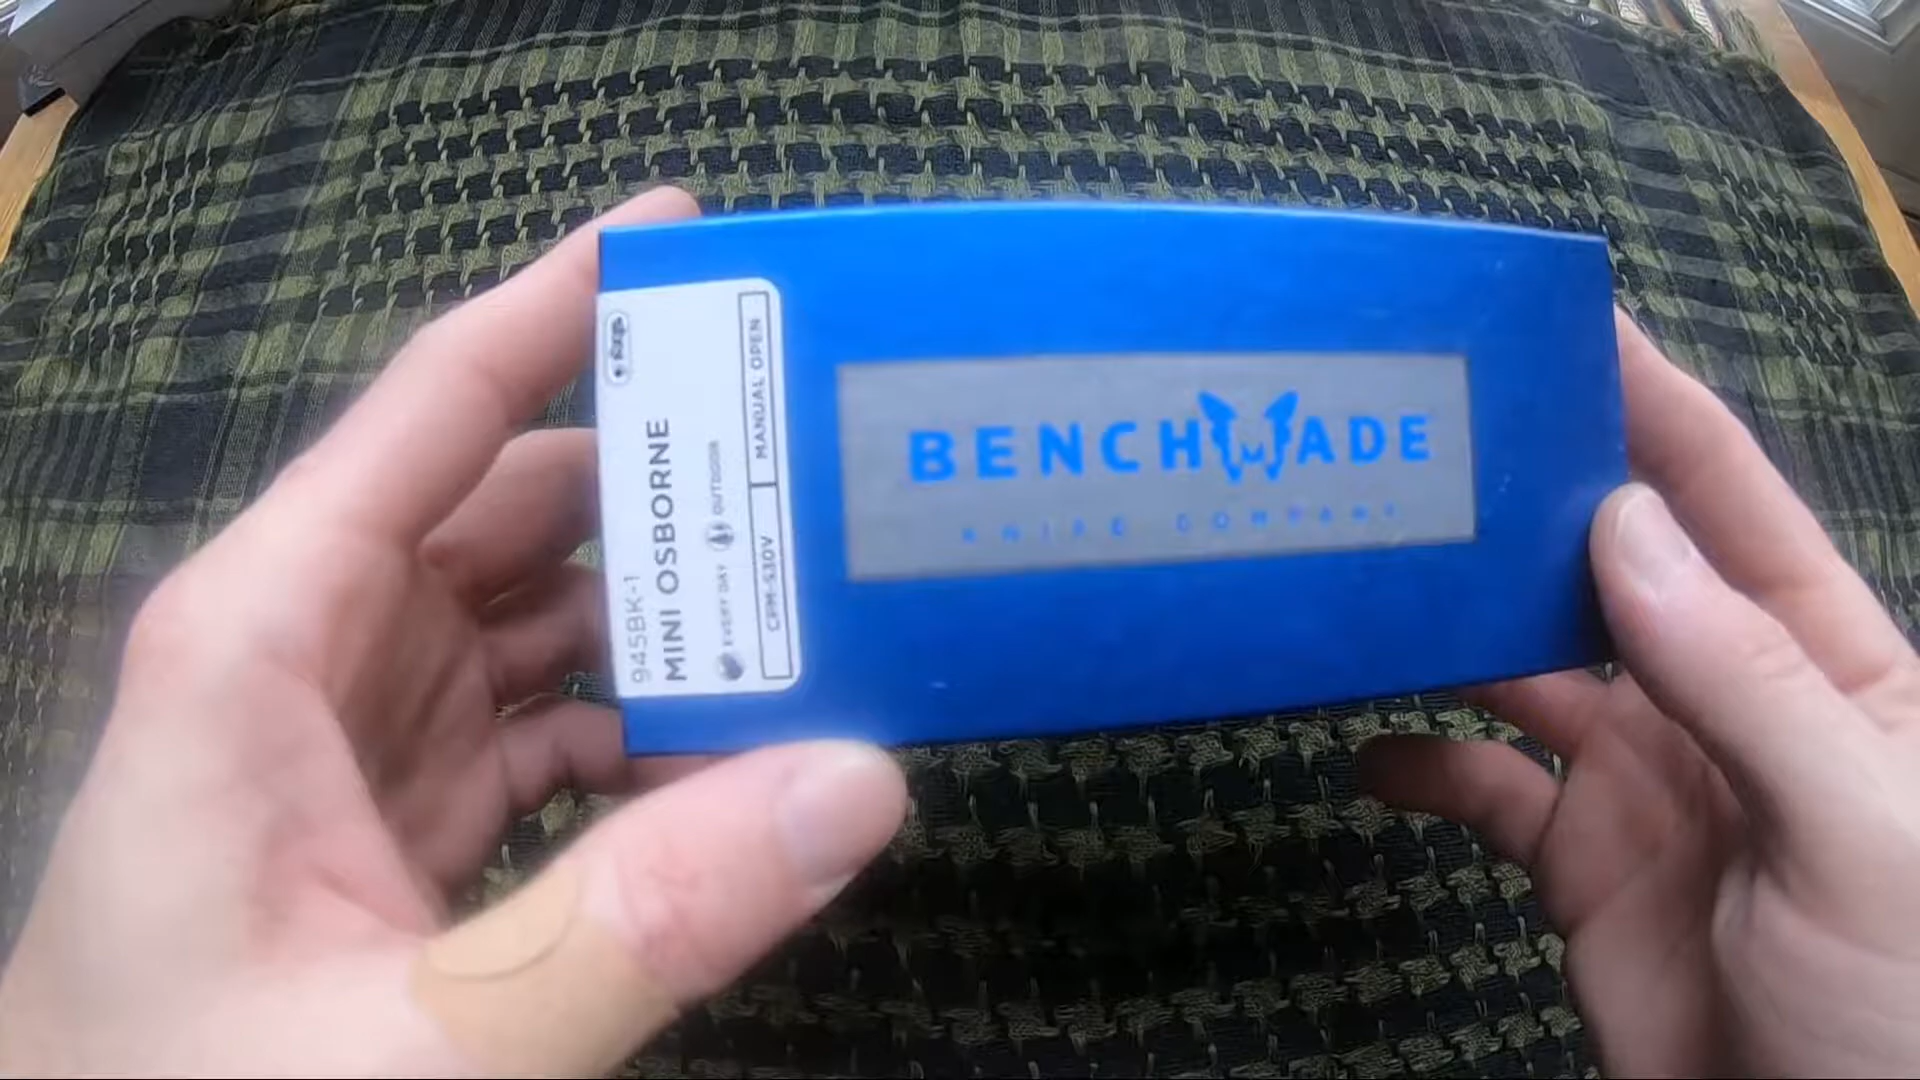 945BK-1
MINI OSBORNE
EVERY DAY OUTDOOR
CPM-S30V MANUAL OPEN
BENCHMADE
KNIFE COMPANY